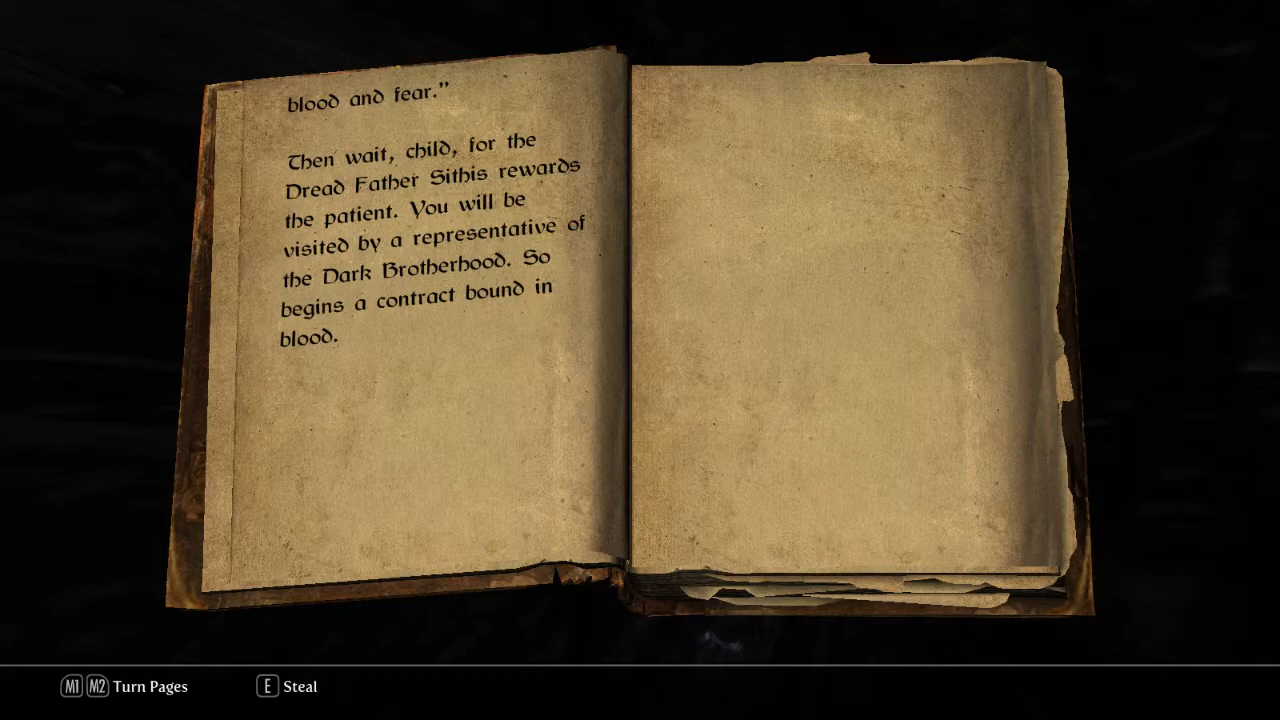 blood and fear.”
Then wait, child, for the
Dread Father Sithis rewards
the patient. You will be
visited by a representative of
the Dark Brotherhood. So
begins a contract bound in
blood.
M1 M2 Turn Pages
E Steal